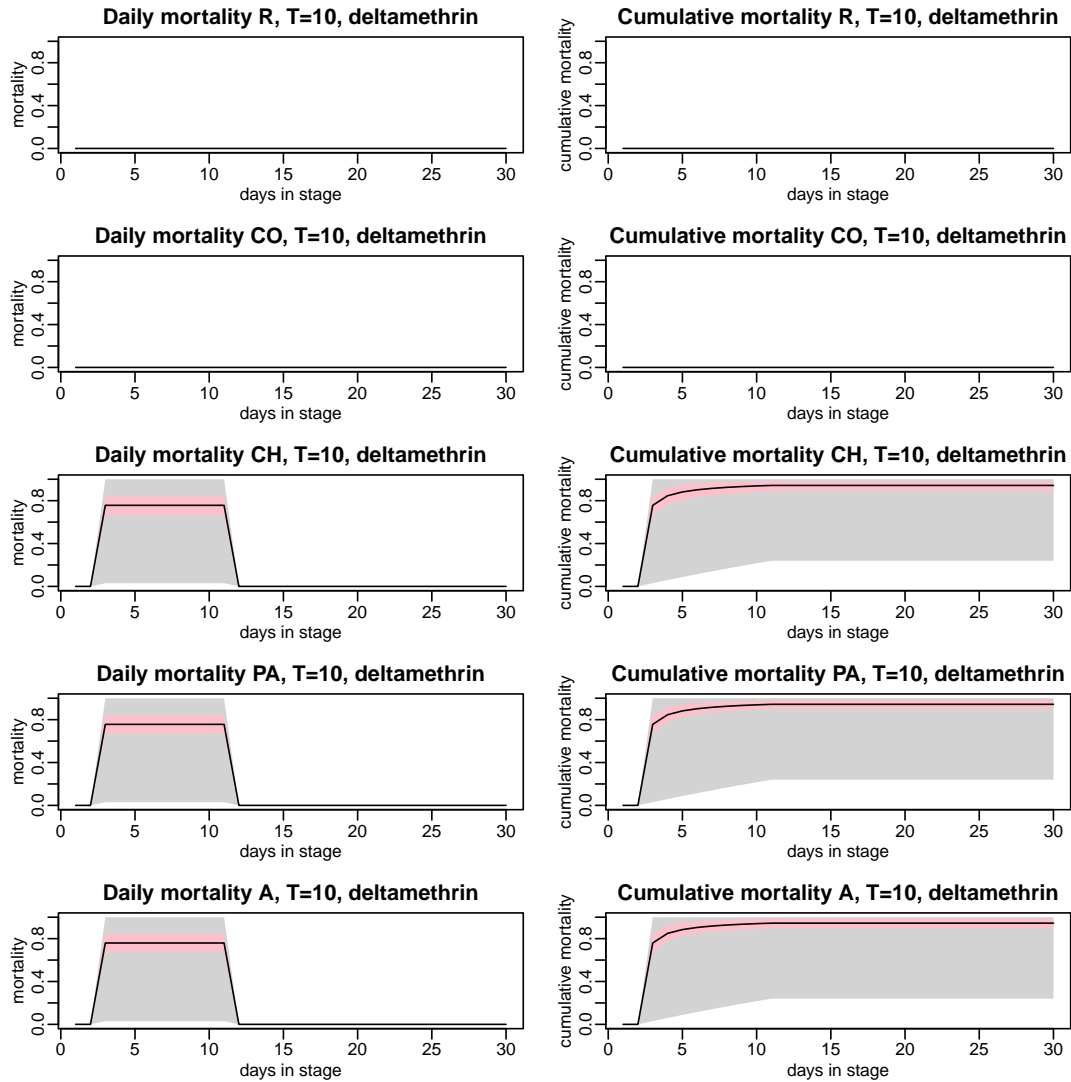 Daily mortality R, T=10, deltamethrin
mortality
0.0 0.4 0.8
0 5 10 15 20 25 30
days in stage
Cumulative mortality R, T=10, deltamethrin
cumulative mortality
0.0 0.4 0.8
0 5 10 15 20 25 30
days in stage
Daily mortality CO, T=10, deltamethrin
mortality
0.0 0.4 0.8
0 5 10 15 20 25 30
days in stage
Cumulative mortality CO, T=10, deltamethrin
cumulative mortality
0.0 0.4 0.8
0 5 10 15 20 25 30
days in stage
Daily mortality CH, T=10, deltamethrin
mortality
0.0 0.4 0.8
0 5 10 15 20 25 30
days in stage
Cumulative mortality CH, T=10, deltamethrin
cumulative mortality
0.0 0.4 0.8
0 5 10 15 20 25 30
days in stage
Daily mortality PA, T=10, deltamethrin
mortality
0.0 0.4 0.8
0 5 10 15 20 25 30
days in stage
Cumulative mortality PA, T=10, deltamethrin
cumulative mortality
0.0 0.4 0.8
0 5 10 15 20 25 30
days in stage
Daily mortality A, T=10, deltamethrin
mortality
0.0 0.4 0.8
0 5 10 15 20 25 30
days in stage
Cumulative mortality A, T=10, deltamethrin
cumulative mortality
0.0 0.4 0.8
0 5 10 15 20 25 30
days in stage